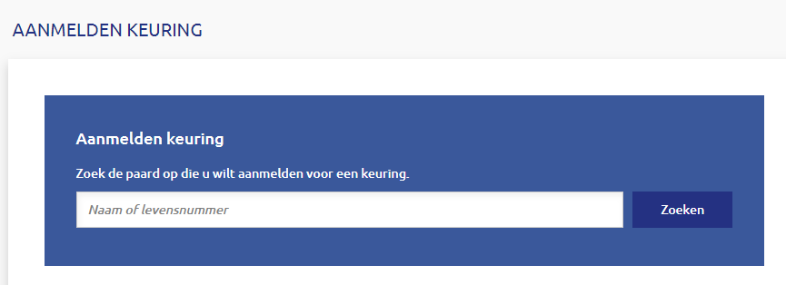 AANMELDEN KEURING
Aanmelden keuring
Zoek de paard op die u wilt aanmelden voor een keuring.
Naam of levensnummer
Zoeken